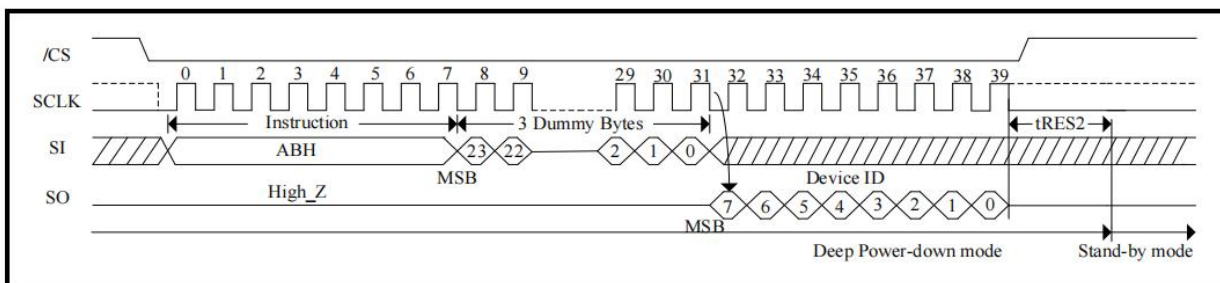 /CS
0 1 2 3 4 5 6 7 8 9 29 30 31 32 33 34 35 36 37 38 39
SCLK
Instruction 3 Dummy Bytes tRES2
SI ABH 23 22 2 1 0
MSB Device ID
High_Z
SO 7 6 5 4 3 2 1 0
MSB
Deep Power-down mode Stand-by mode